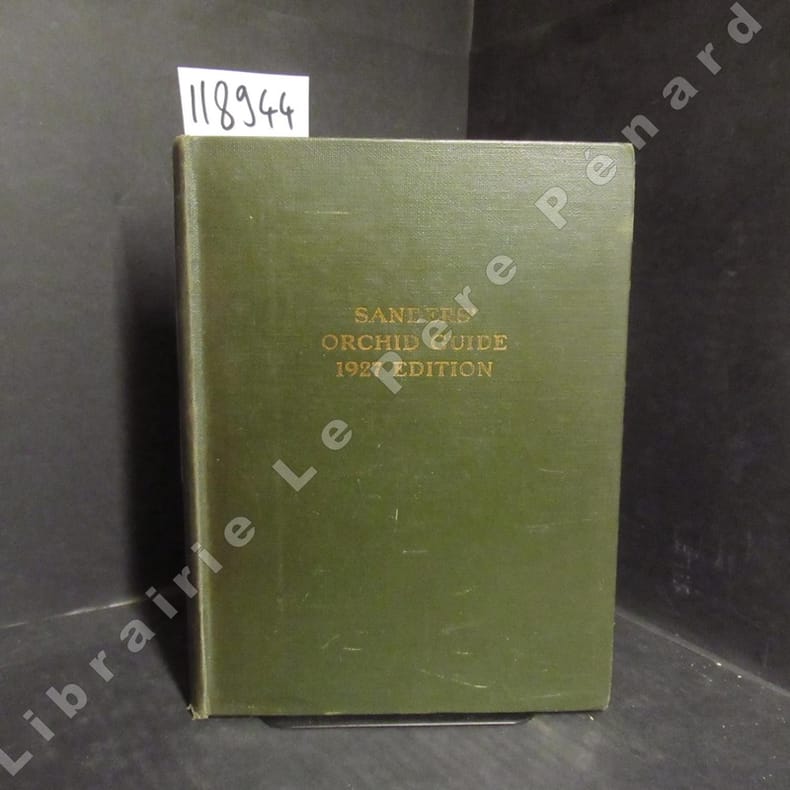 118944
SANDERS'
ORCHID GUIDE
1927 EDITION
Librairie Le Père Pénard